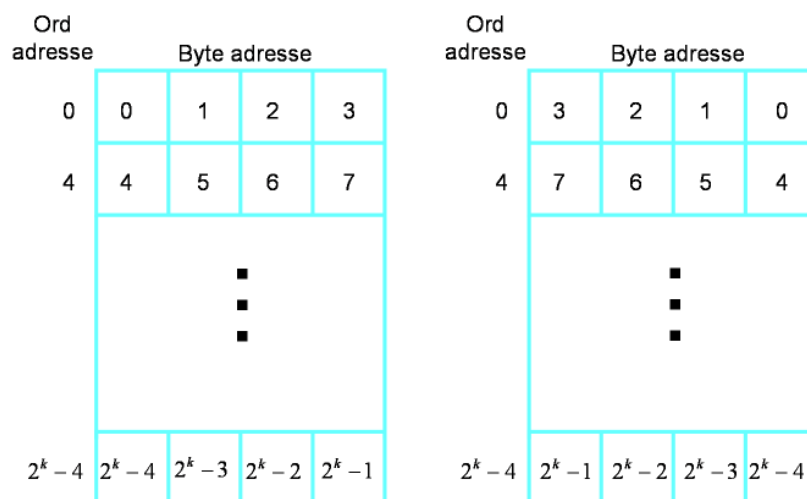 Ord
adresse
Byte adresse
0 0 1 2 3
4 4 5 6 7
2^k − 4 2^k − 4 2^k − 3 2^k − 2 2^k − 1
Ord
adresse
Byte adresse
0 3 2 1 0
4 7 6 5 4
2^k − 4 2^k − 1 2^k − 2 2^k − 3 2^k − 4